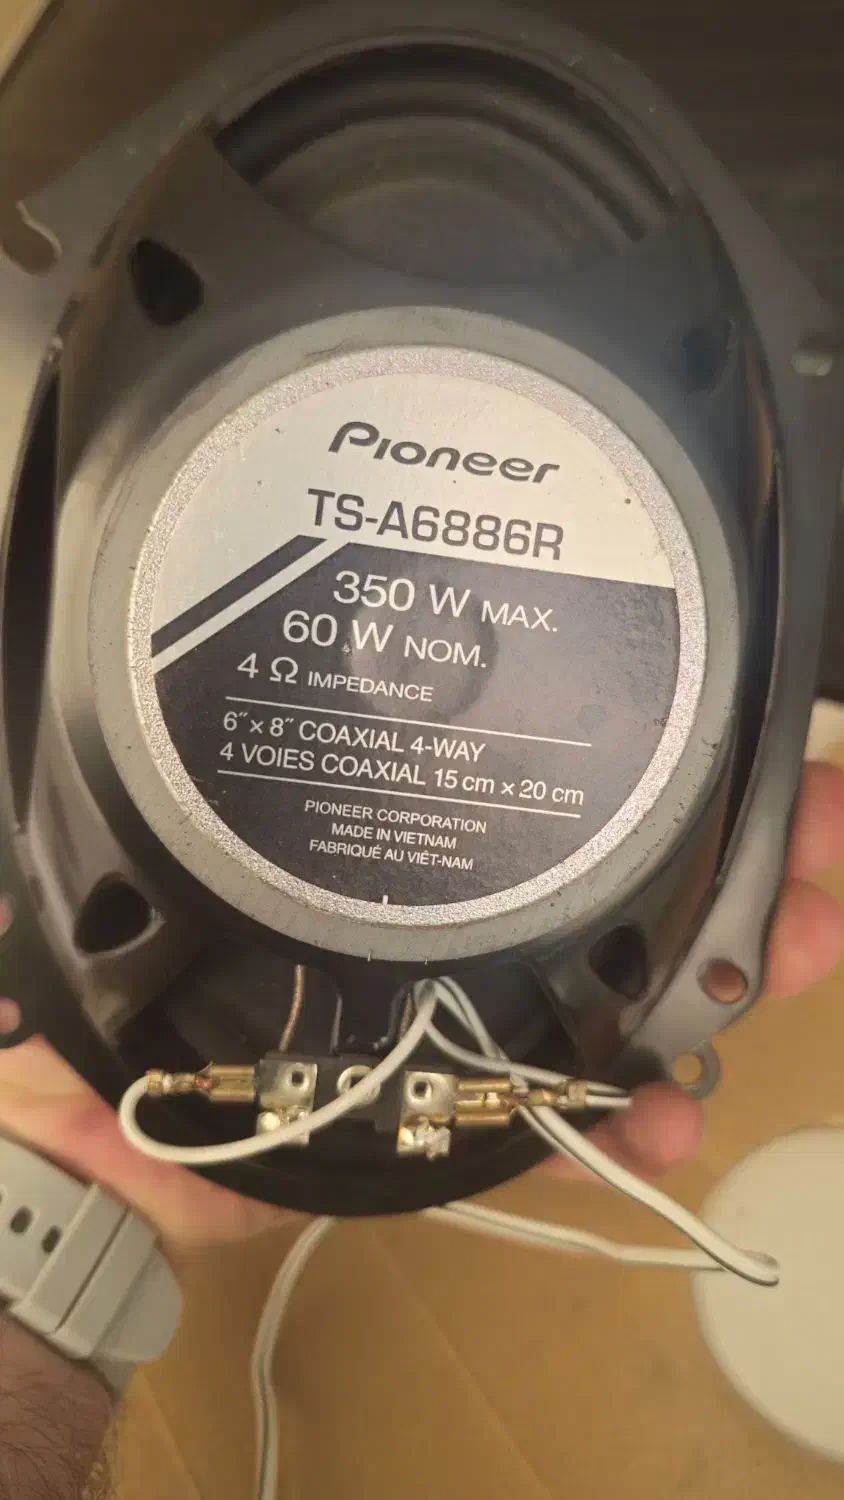 Pioneer
TS-A6886R
350 W MAX.
60 W NOM.
4 Ω IMPEDANCE
6″ × 8″ COAXIAL 4-WAY
4 VOIES COAXIAL 15 cm × 20 cm
PIONEER CORPORATION
MADE IN VIETNAM
FABRIQUÉ AU VIÊT-NAM